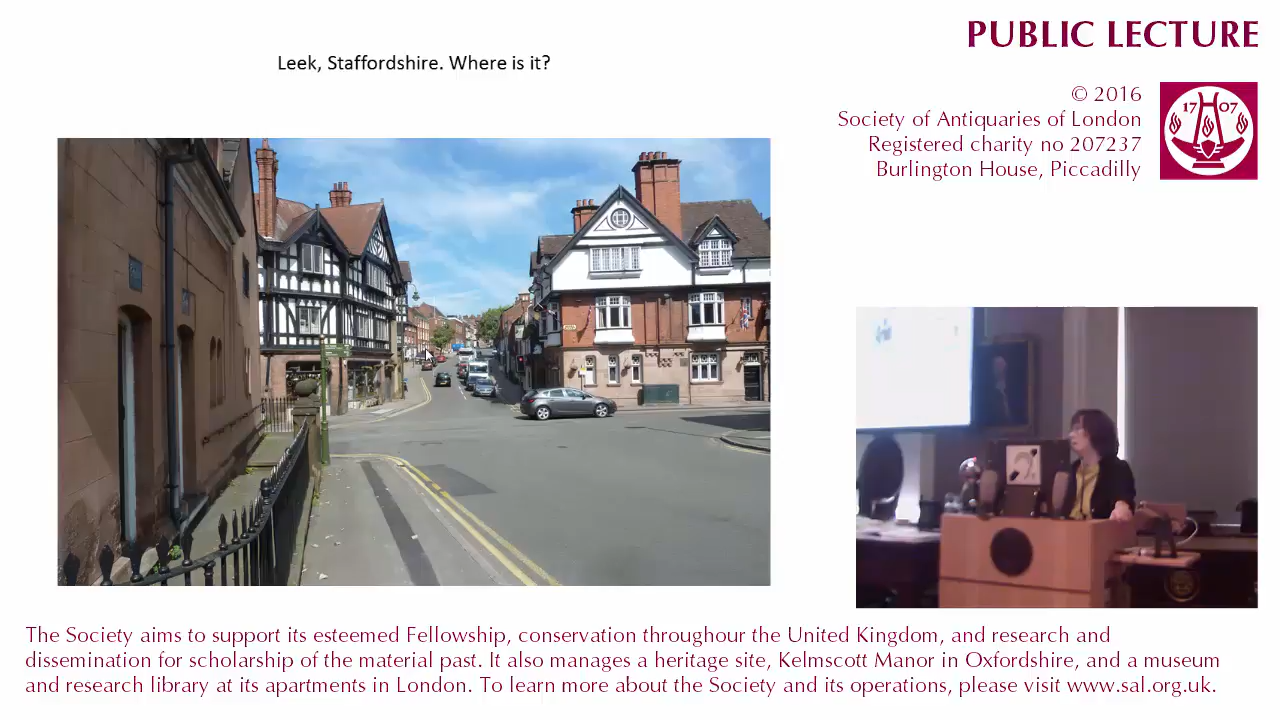 PUBLIC LECTURE
Leek, Staffordshire. Where is it?
© 2016
Society of Antiquaries of London
Registered charity no 207237
Burlington House, Piccadilly
17 07
The Society aims to support its esteemed Fellowship, conservation throughour the United Kingdom, and research and
dissemination for scholarship of the material past. It also manages a heritage site, Kelmscott Manor in Oxfordshire, and a museum
and research library at its apartments in London. To learn more about the Society and its operations, please visit www.sal.org.uk.